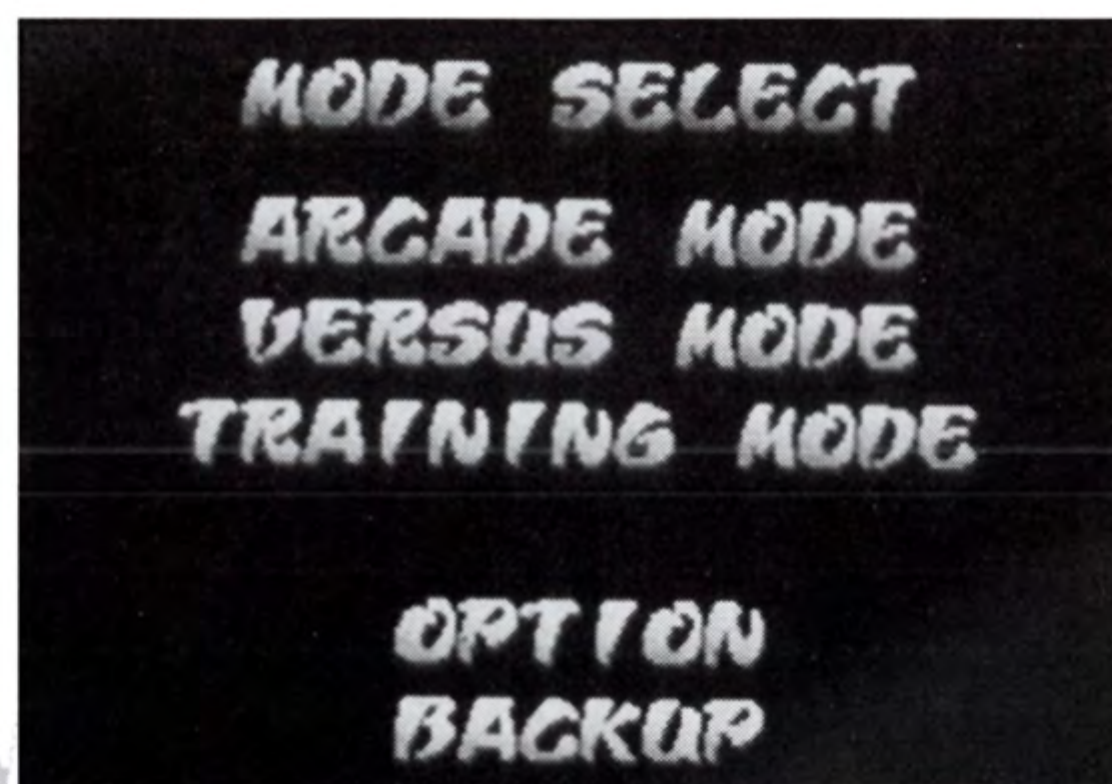 MODE SELECT
ARCADE MODE
VERSUS MODE
TRAINING MODE
OPTION
BACKUP